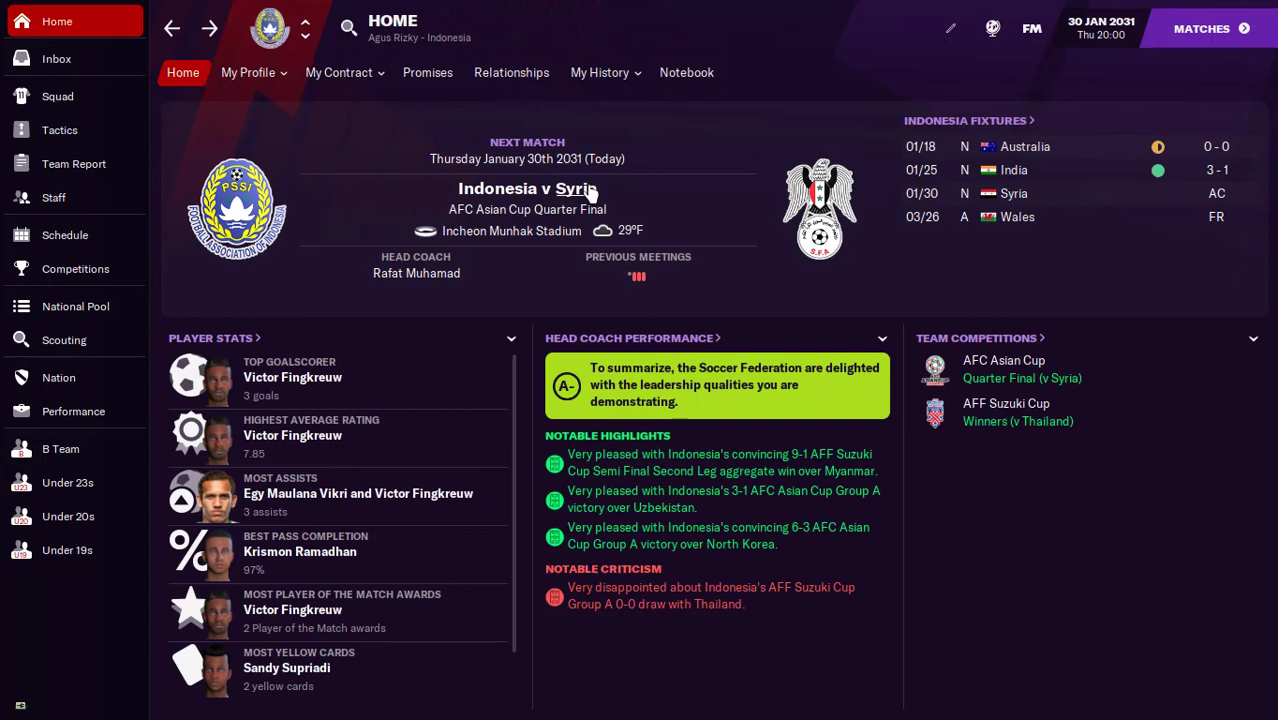 Home
Inbox
Squad
Tactics
Team Report
Staff
Schedule
Competitions
National Pool
Scouting
Nation
Performance
B Team
Under 23s
Under 20s
Under 19s
11
B
U23
U20
U19
HOME
Agus Rizky - Indonesia
FM
30 JAN 2031
Thu 20:00
MATCHES
Home
My Profile
My Contract
Promises
Relationships
My History
Notebook
PSSI
FOOTBALL ASSOCIATION OF INDONESIA
NEXT MATCH
Thursday January 30th 2031 (Today)
Indonesia v Syria
AFC Asian Cup Quarter Final
Incheon Munhak Stadium 29°F
HEAD COACH
Rafat Muhamad
PREVIOUS MEETINGS
S.F.A
INDONESIA FIXTURES
01/18 N Australia 0 - 0
01/25 N India 3 - 1
01/30 N Syria AC
03/26 A Wales FR
PLAYER STATS
TOP GOALSCORER
Victor Fingkreuw
3 goals
HIGHEST AVERAGE RATING
Victor Fingkreuw
7.85
MOST ASSISTS
Egy Maulana Vikri and Victor Fingkreuw
3 assists
BEST PASS COMPLETION
Krismon Ramadhan
97%
MOST PLAYER OF THE MATCH AWARDS
Victor Fingkreuw
2 Player of the Match awards
MOST YELLOW CARDS
Sandy Supriadi
2 yellow cards
HEAD COACH PERFORMANCE
A-
To summarize, the Soccer Federation are delighted
with the leadership qualities you are
demonstrating.
NOTABLE HIGHLIGHTS
Very pleased with Indonesia's convincing 9-1 AFF Suzuki
Cup Semi Final Second Leg aggregate win over Myanmar.
Very pleased with Indonesia's 3-1 AFC Asian Cup Group A
victory over Uzbekistan.
Very pleased with Indonesia's convincing 6-3 AFC Asian
Cup Group A victory over North Korea.
NOTABLE CRITICISM
Very disappointed about Indonesia's AFF Suzuki Cup
Group A 0-0 draw with Thailand.
TEAM COMPETITIONS
AFC Asian Cup
Quarter Final (v Syria)
AFF Suzuki Cup
Winners (v Thailand)